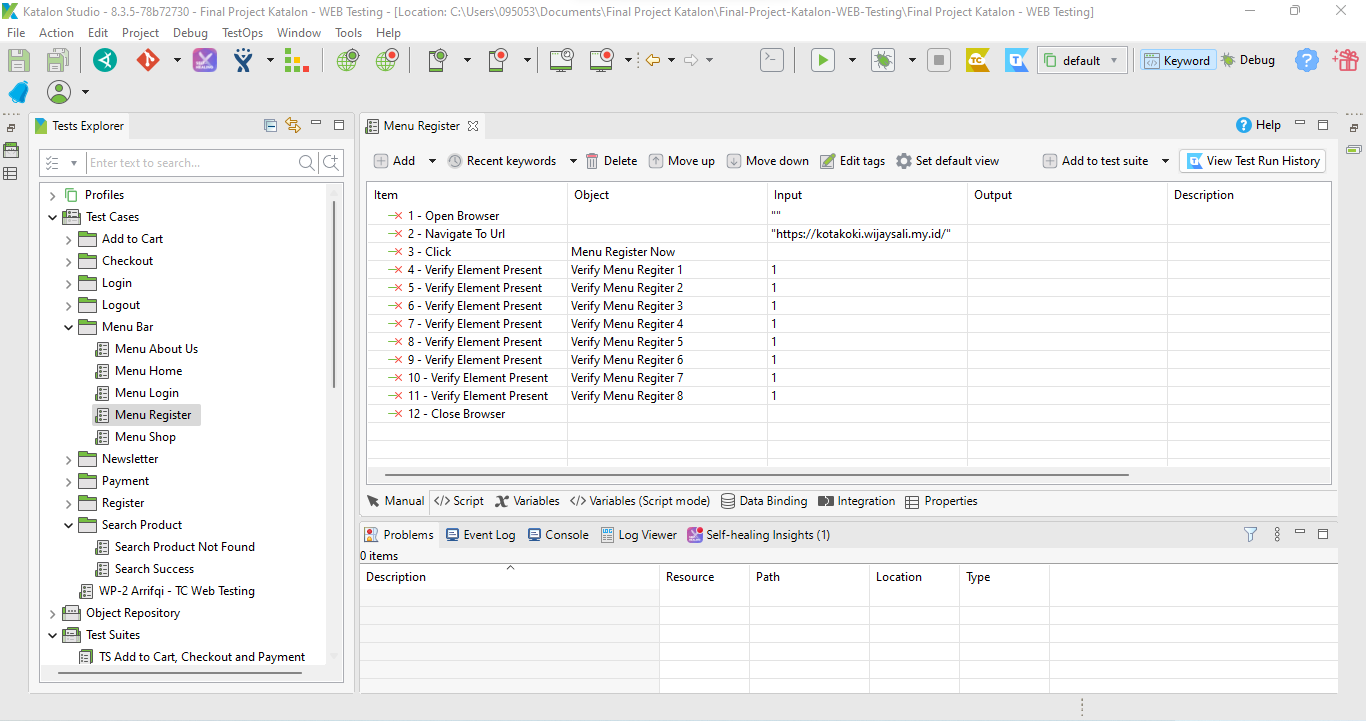 Katalon Studio - 8.3.5-78b72730 - Final Project Katalon - WEB Testing - [Location: C:\Users\095053\Documents\Final Project Katalon\Final-Project-Katalon-WEB-Testing\Final Project Katalon - WEB Testing]
File Action Edit Project Debug TestOps Window Tools Help
TC T default Keyword Debug
Tests Explorer
Enter text to search...
Profiles
Test Cases
Add to Cart
Checkout
Login
Logout
Menu Bar
Menu About Us
Menu Home
Menu Login
Menu Register
Menu Shop
Newsletter
Payment
Register
Search Product
Search Product Not Found
Search Success
WP-2 Arrifqi - TC Web Testing
Object Repository
Test Suites
TS Add to Cart, Checkout and Payment
Menu Register Help
Add Recent keywords Delete Move up Move down Edit tags Set default view Add to test suite View Test Run History
Item Object Input Output Description
1 - Open Browser ""
2 - Navigate To Url "https://kotakoki.wijaysali.my.id/"
3 - Click Menu Register Now
4 - Verify Element Present Verify Menu Regiter 1 1
5 - Verify Element Present Verify Menu Regiter 2 1
6 - Verify Element Present Verify Menu Regiter 3 1
7 - Verify Element Present Verify Menu Regiter 4 1
8 - Verify Element Present Verify Menu Regiter 5 1
9 - Verify Element Present Verify Menu Regiter 6 1
10 - Verify Element Present Verify Menu Regiter 7 1
11 - Verify Element Present Verify Menu Regiter 8 1
12 - Close Browser
Manual </> Script Variables </> Variables (Script mode) Data Binding Integration Properties
Problems Event Log Console Log Viewer Self-healing Insights (1)
0 items
Description Resource Path Location Type